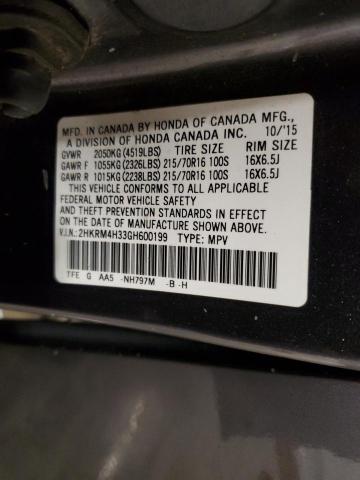 MFD. IN CANADA BY HONDA OF CANADA MFG.,
A DIVISION OF HONDA CANADA INC. 10/'15
GVWR 2050KG (4519LBS) TIRE SIZE RIM SIZE
GAWR F 1055KG (2326LBS) 215/70R16 100S 16X6.5J
GAWR R 1015KG (2238LBS) 215/70R16 100S 16X6.5J
THIS VEHICLE CONFORMS TO ALL APPLICABLE
FEDERAL MOTOR VEHICLE SAFETY
AND THEFT PREVENTION STANDARDS IN EFFECT
ON THE DATE OF MANUFACTURE SHOWN ABOVE.
V.I.N.: 2HKRM4H33GH600199 TYPE: MPV
TFE G AA5 -NH797M -B -H